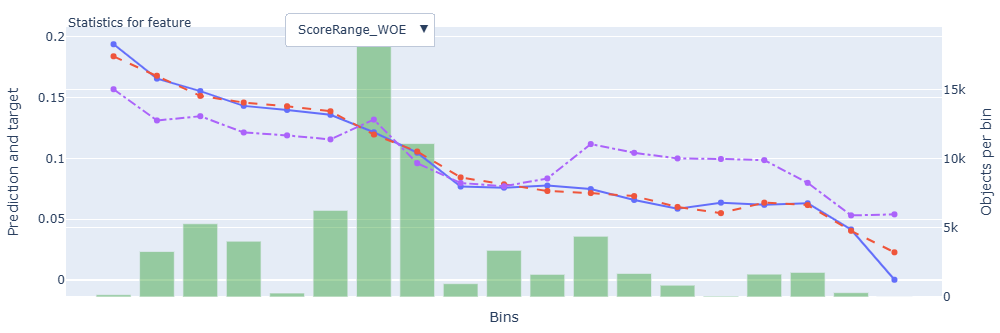 Statistics for feature
ScoreRange_WOE ▼
0.2
0.15
0.1
0.05
0
Prediction and target
15k
10k
5k
0
Objects per bin
Bins